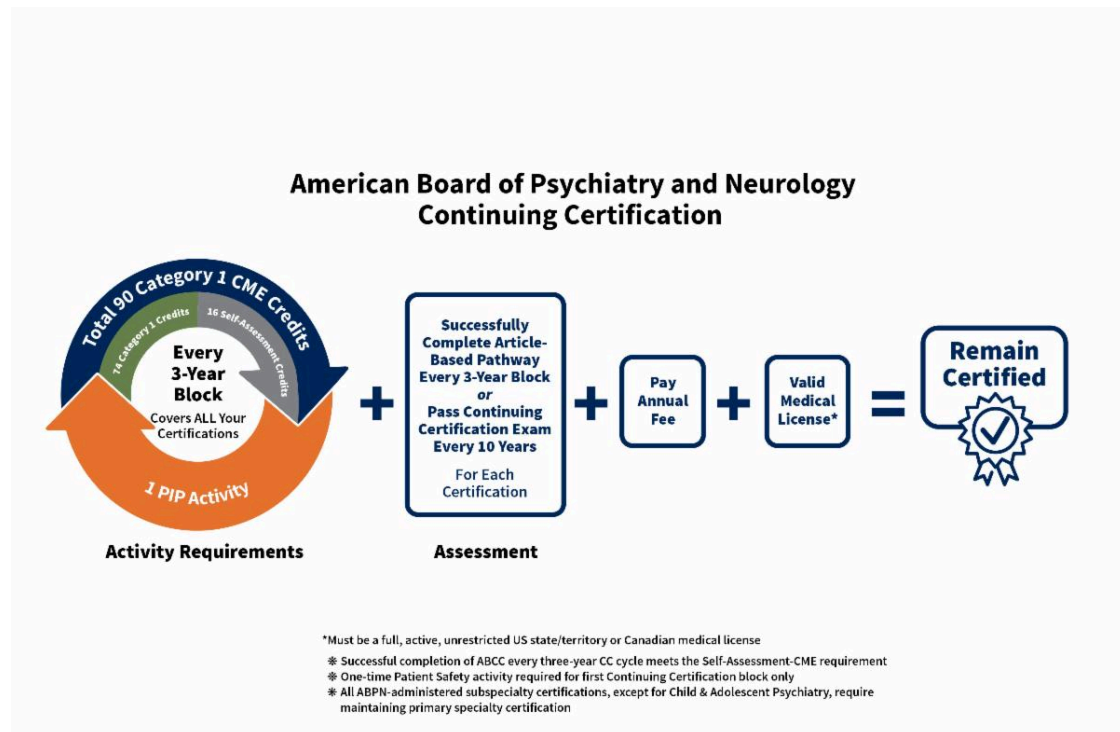 American Board of Psychiatry and Neurology
Continuing Certification
Total 90 Category 1 CME Credits
74 Category 1 Credits
16 Self-Assessment Credits
Every
3-Year
Block
Covers ALL Your
Certifications
1 PIP Activity
Activity Requirements
+
Successfully
Complete Article-
Based Pathway
Every 3-Year Block
or
Pass Continuing
Certification Exam
Every 10 Years
For Each
Certification
Assessment
+
Pay
Annual
Fee
+
Valid
Medical
License*
=
Remain
Certified
*Must be a full, active, unrestricted US state/territory or Canadian medical license
❋ Successful completion of ABCC every three-year CC cycle meets the Self-Assessment-CME requirement
❋ One-time Patient Safety activity required for first Continuing Certification block only
❋ All ABPN-administered subspecialty certifications, except for Child & Adolescent Psychiatry, require
maintaining primary specialty certification